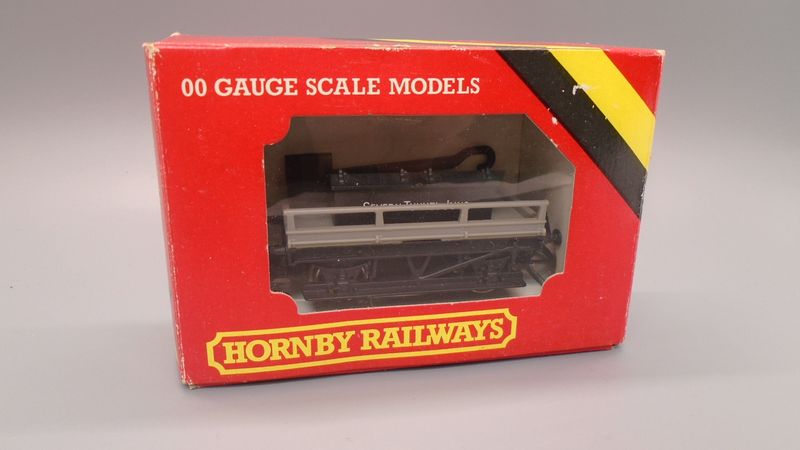 00 GAUGE SCALE MODELS
HORNBY RAILWAYS